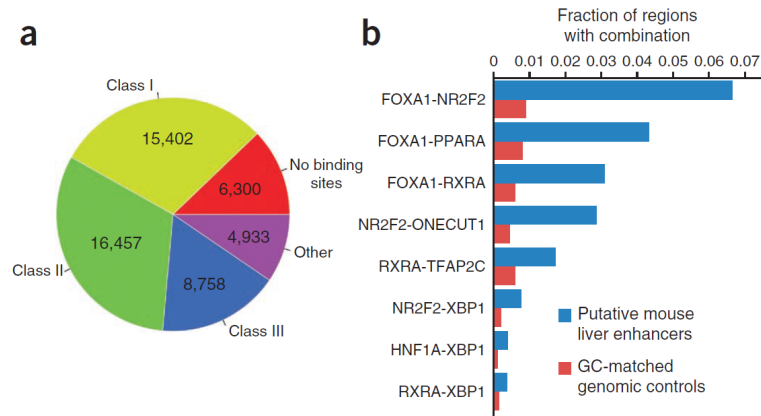 a
Class I
15,402
No binding
sites
6,300
4,933
Other
16,457
Class II
8,758
Class III
b
Fraction of regions
with combination
0 0.01 0.02 0.03 0.04 0.05 0.06 0.07
FOXA1-NR2F2
FOXA1-PPARA
FOXA1-RXRA
NR2F2-ONECUT1
RXRA-TFAP2C
NR2F2-XBP1
HNF1A-XBP1
RXRA-XBP1
Putative mouse
liver enhancers
GC-matched
genomic controls